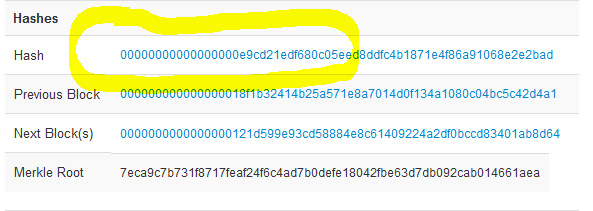 Hashes
Hash 00000000000000000e9cd21edf680c05eed8ddfc4b1871e4f86a91068e2e2bad
Previous Block 000000000000000018f1b32414b25a571e8a7014d0f134a1080c04bc5c42d4a1
Next Block(s) 0000000000000000121d599e93cd58884e8c61409224a2df0bccd83401ab8d64
Merkle Root 7eca9c7b731f8717feaf24f6c4ad7b0defe18042fbe63d7db092cab014661aea